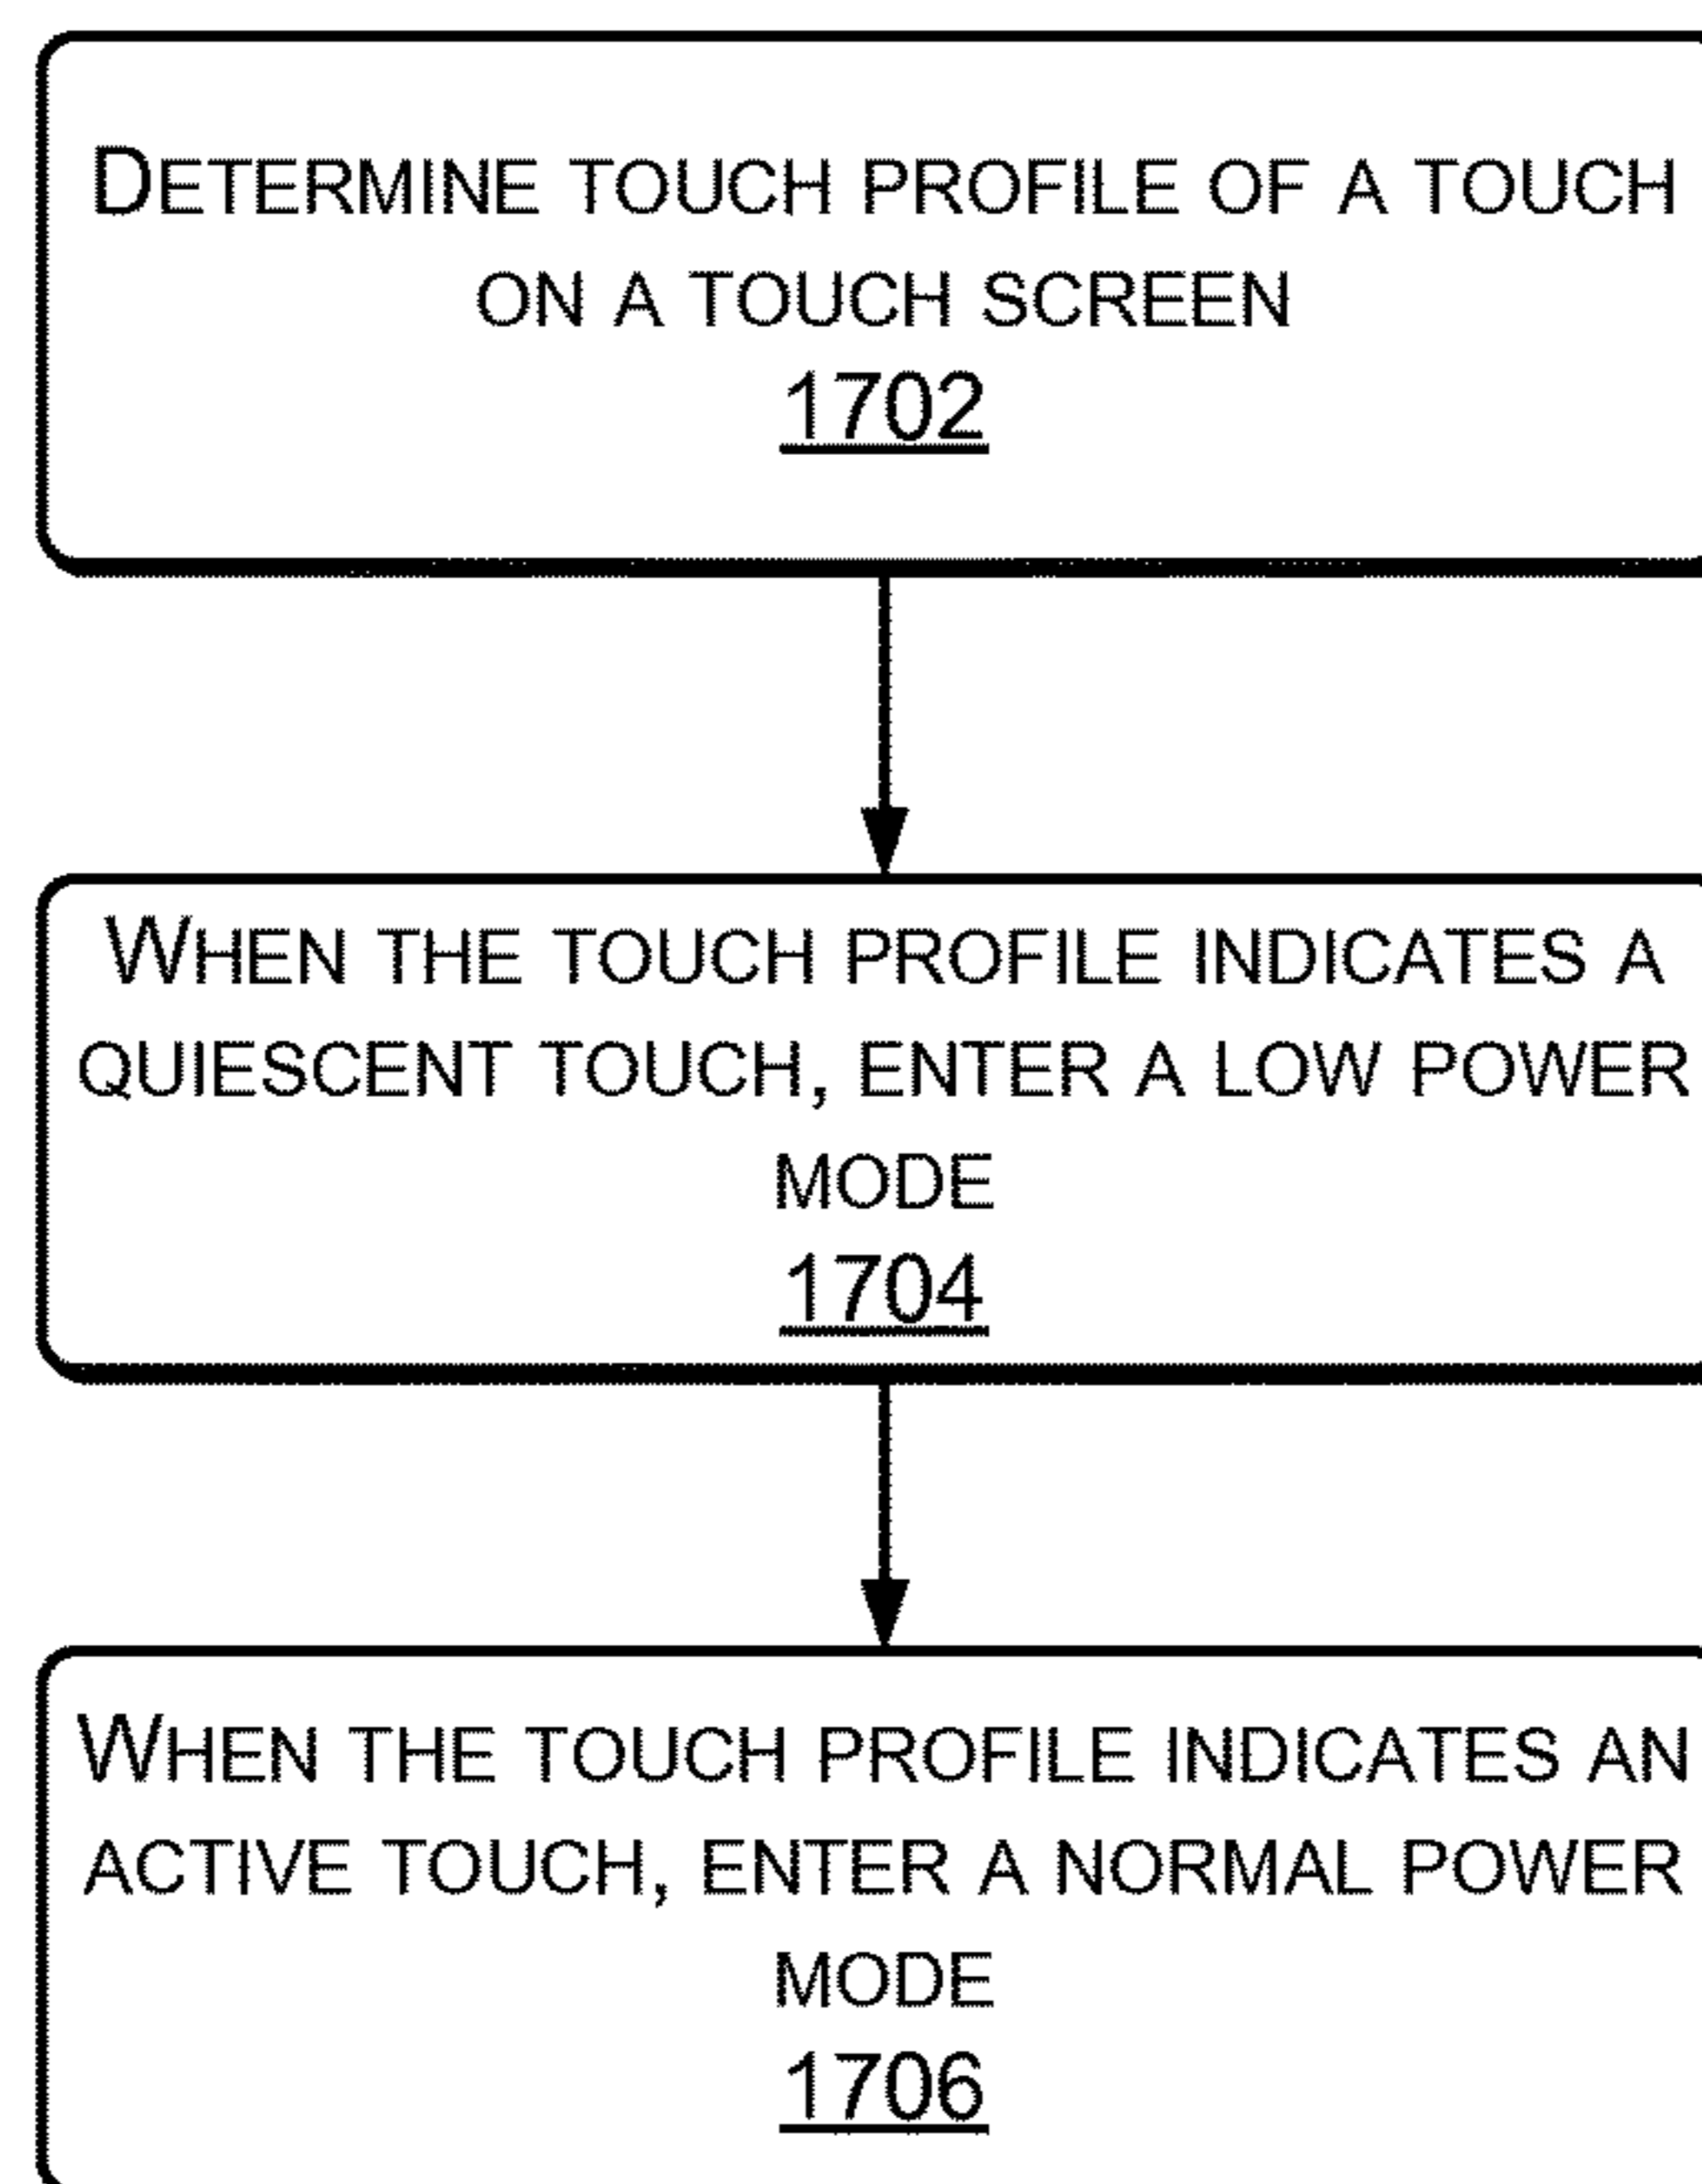 DETERMINE TOUCH PROFILE OF A TOUCH
ON A TOUCH SCREEN
1702
WHEN THE TOUCH PROFILE INDICATES A
QUIESCENT TOUCH, ENTER A LOW POWER
MODE
1704
WHEN THE TOUCH PROFILE INDICATES AN
ACTIVE TOUCH, ENTER A NORMAL POWER
MODE
1706